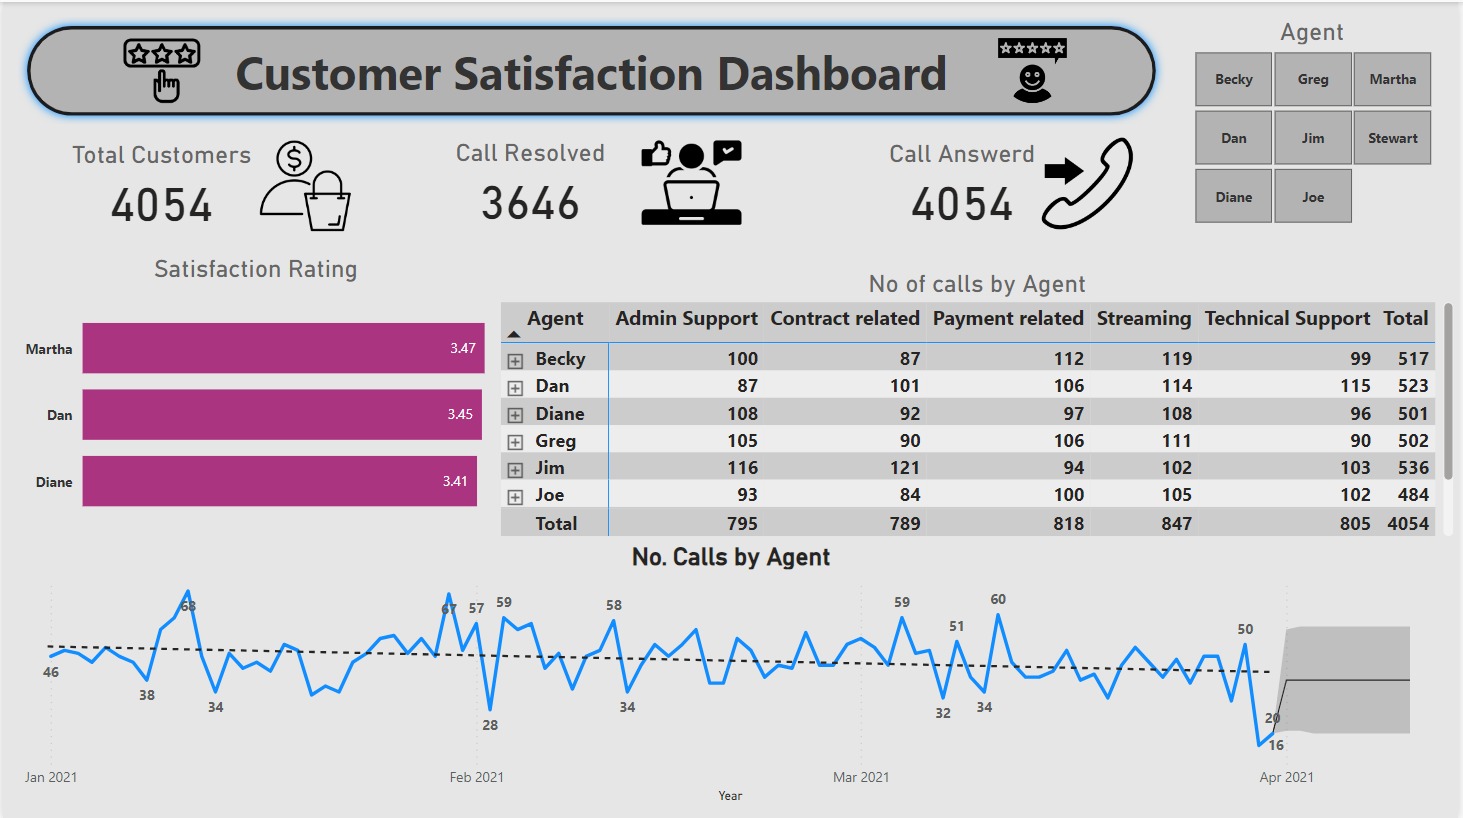 Customer Satisfaction Dashboard
Agent
Becky Greg Martha
Dan Jim Stewart
Diane Joe
Total Customers
4054
Call Resolved
3646
Call Answerd
4054
Satisfaction Rating
Martha 3.47
Dan 3.45
Diane 3.41
No of calls by Agent
Agent Admin Support Contract related Payment related Streaming Technical Support Total
Becky 100 87 112 119 99 517
Dan 87 101 106 114 115 523
Diane 108 92 97 108 96 501
Greg 105 90 106 111 90 502
Jim 116 121 94 102 103 536
Joe 93 84 100 105 102 484
Total 795 789 818 847 805 4054
No. Calls by Agent
46 38 68 34 67 57 28 59 58 34 59 32 51 34 60 50 16 20
Jan 2021 Feb 2021 Mar 2021 Apr 2021
Year